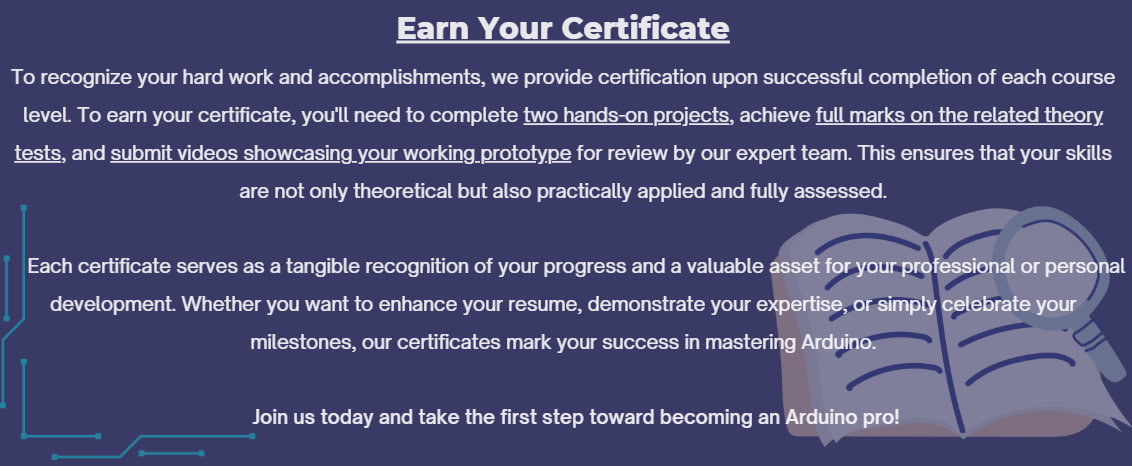 Earn Your Certificate
To recognize your hard work and accomplishments, we provide certification upon successful completion of each course
level. To earn your certificate, you'll need to complete two hands-on projects, achieve full marks on the related theory
tests, and submit videos showcasing your working prototype for review by our expert team. This ensures that your skills
are not only theoretical but also practically applied and fully assessed.
Each certificate serves as a tangible recognition of your progress and a valuable asset for your professional or personal
development. Whether you want to enhance your resume, demonstrate your expertise, or simply celebrate your
milestones, our certificates mark your success in mastering Arduino.
Join us today and take the first step toward becoming an Arduino pro!